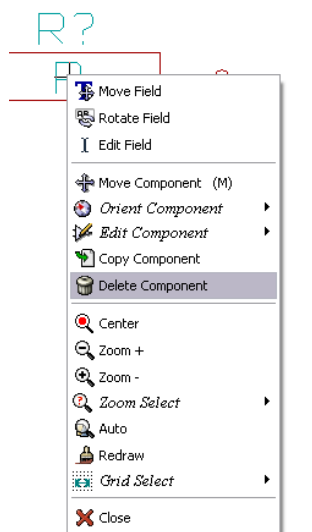 R?
R
Move Field
Rotate Field
Edit Field
Move Component (M)
Orient Component
Edit Component
Copy Component
Delete Component
Center
Zoom +
Zoom -
Zoom Select
Auto
Redraw
Grid Select
Close